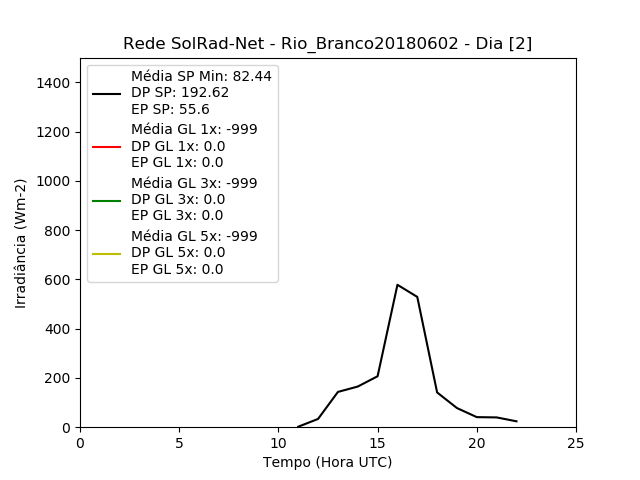 Rede SolRad-Net - Rio_Branco20180602 - Dia [2]
Média SP Min: 82.44
DP SP: 192.62
EP SP: 55.6
Média GL 1x: -999
DP GL 1x: 0.0
EP GL 1x: 0.0
Média GL 3x: -999
DP GL 3x: 0.0
EP GL 3x: 0.0
Média GL 5x: -999
DP GL 5x: 0.0
EP GL 5x: 0.0
1400
1200
1000
800
600
400
200
0
Irradiância (Wm-2)
0 5 10 15 20 25
Tempo (Hora UTC)